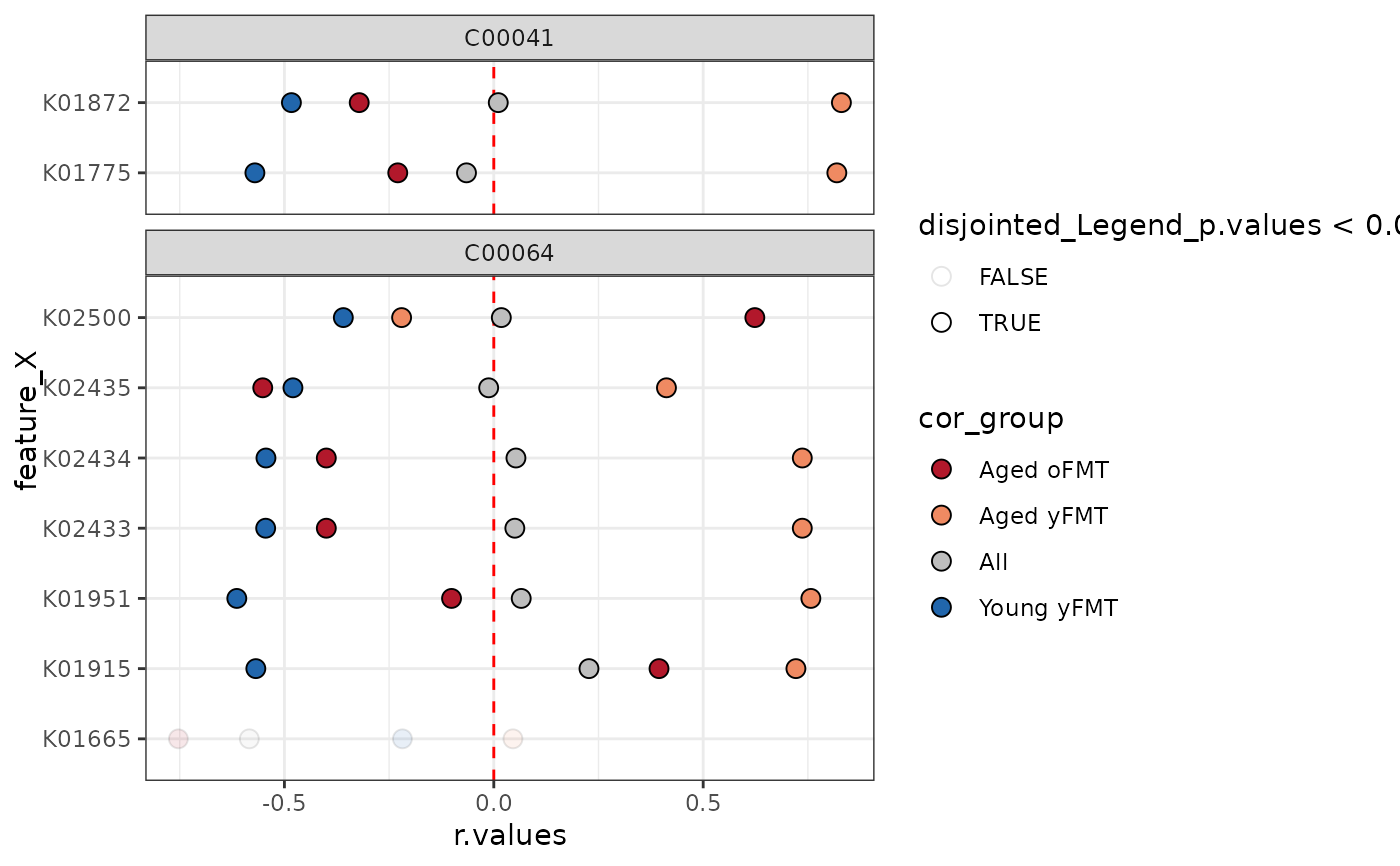 C00041
K01872
K01775
C00064
K02500
K02435
K02434
K02433
K01951
K01915
K01665
-0.5 0.0 0.5
r.values
feature_X
disjointed_Legend_p.values < 0.0
FALSE
TRUE
cor_group
Aged oFMT
Aged yFMT
All
Young yFMT